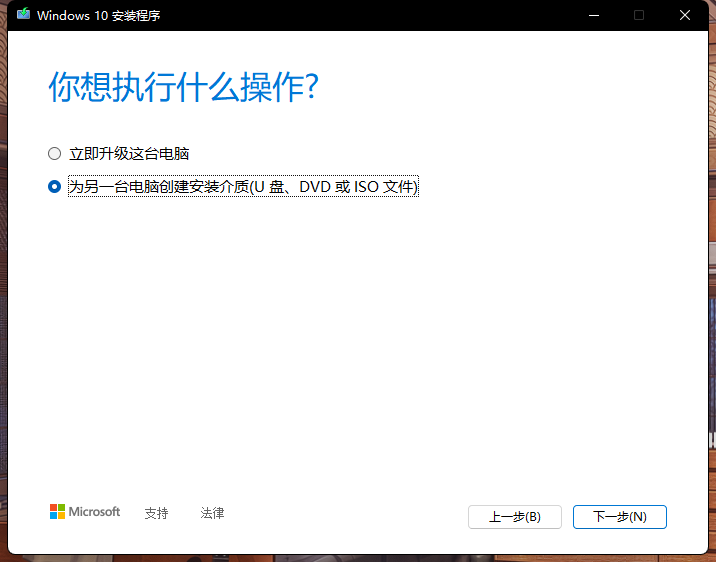 Windows 10 安装程序
你想执行什么操作?
立即升级这台电脑
为另一台电脑创建安装介质(U 盘、DVD 或 ISO 文件)
Microsoft 支持 法律 上一步(B) 下一步(N)